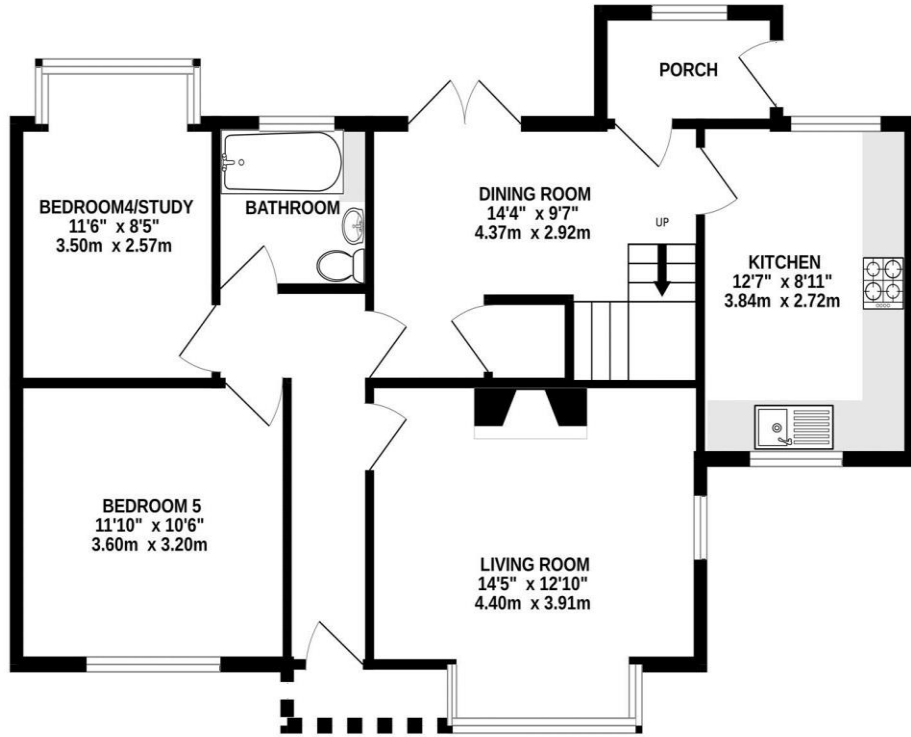 PORCH
BEDROOM4/STUDY
11'6" x 8'5"
3.50m x 2.57m
BATHROOM
DINING ROOM
14'4" x 9'7"
4.37m x 2.92m
UP
KITCHEN
12'7" x 8'11"
3.84m x 2.72m
BEDROOM 5
11'10" x 10'6"
3.60m x 3.20m
LIVING ROOM
14'5" x 12'10"
4.40m x 3.91m